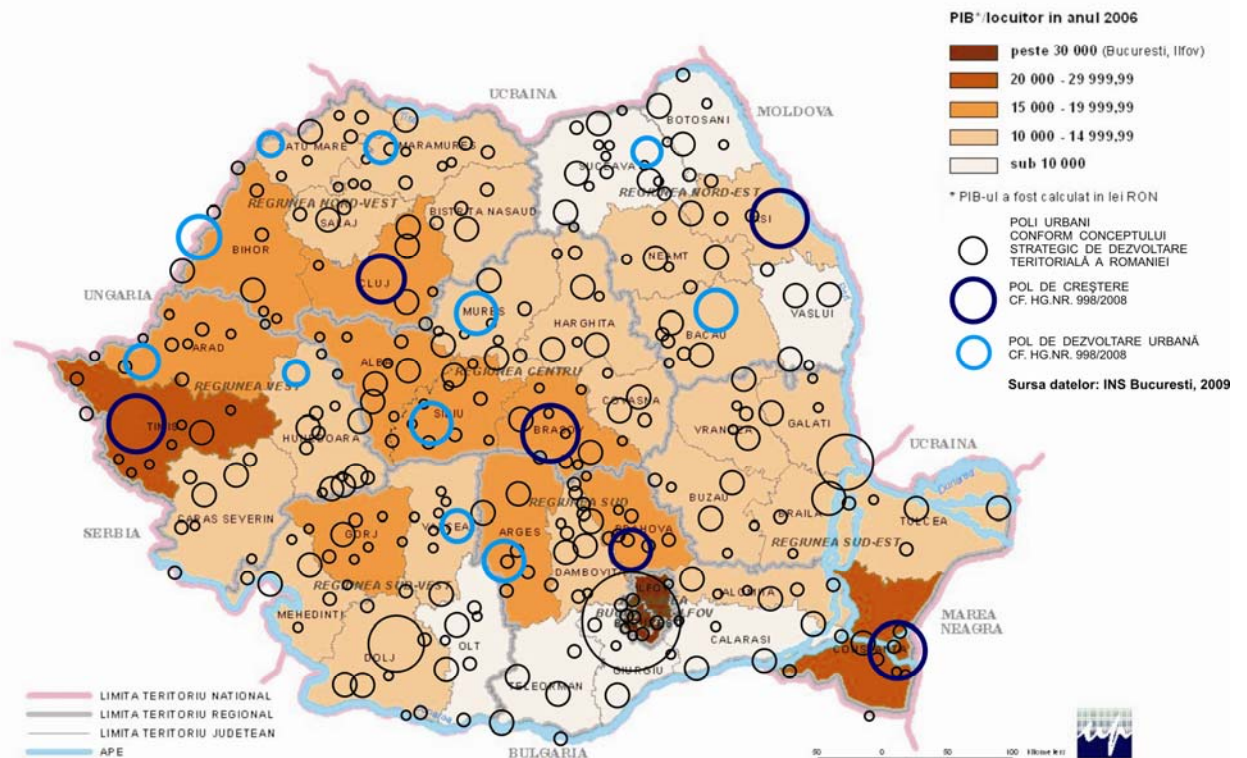 PIB*/locuitor in anul 2006
peste 30 000 (Bucuresti, Ilfov)
20 000 - 29 999,99
15 000 - 19 999,99
10 000 - 14 999,99
sub 10 000
* PIB-ul a fost calculat in lei RON
POLI URBANI
CONFORM CONCEPTULUI
STRATEGIC DE DEZVOLTARE
TERITORIALĂ A ROMANIEI
POL DE CREŞTERE
CF. HG.NR. 998/2008
POL DE DEZVOLTARE URBANĂ
CF. HG.NR. 998/2008
Sursa datelor: INS Bucuresti, 2009
UCRAINA
MOLDOVA
BOTOSANI
SUCEAVA
MARAMURES
REGIUNEA NORD-EST
REGIUNEA NORD-VEST
BISTRITA NASAUD
SALAJ
BIHOR
NEAMT
CLUJ
UNGARIA
MURES
VASLUI
BACAU
HARGHITA
ARAD
ALBA
REGIUNEA CENTRU
REGIUNEA VEST
COVASNA
SIBIU
TIMIS
BRASOV
GALATI
VRANCEA
HUNEDOARA
UCRAINA
Dunarea
REGIUNEA SUD
BUZAU
CARAS SEVERIN
BRAILA
TULCEA
SERBIA
GORJ
ARGES
PRAHOVA
REGIUNEA SUD-EST
DAMBOVITA
REGIUNEA SUD-VEST
IALOMITA
MEHEDINTI
MAREA
NEAGRA
CALARASI
OLT
CONSTANTA
DOLJ
GIURGIU
TELEORMAN
BULGARIA
LIMITA TERITORIU NATIONAL
LIMITA TERITORIU REGIONAL
LIMITA TERITORIU JUDETEAN
APE
50 0 50 100